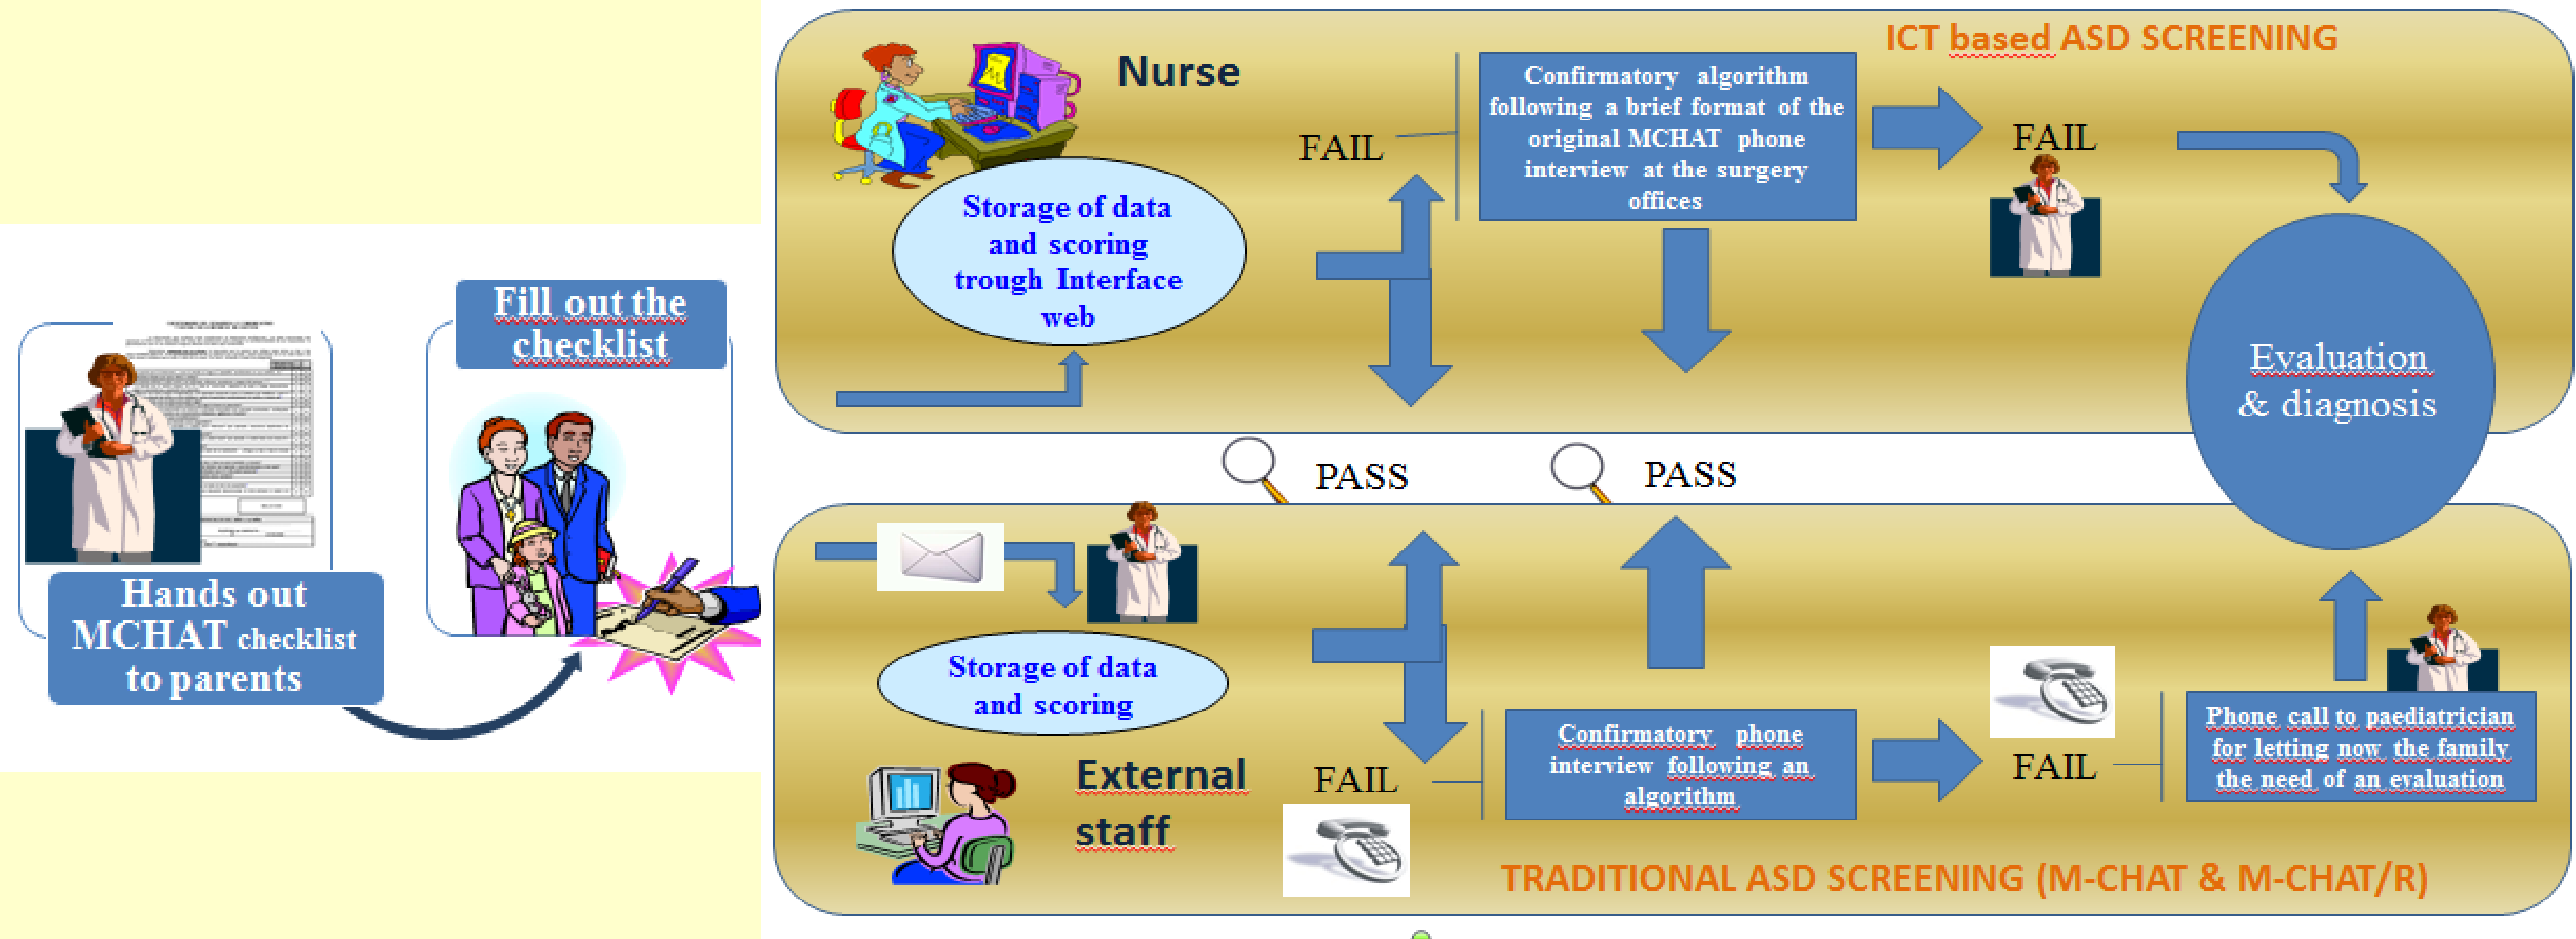 Hands out
MCHAT checklist
to parents
Fill out the
checklist
ICT based ASD SCREENING
Nurse
Storage of data
and scoring
trough Interface
web
FAIL
Confirmatory algorithm
following a brief format of the
original MCHAT phone
interview at the surgery
offices
FAIL
Evaluation
& diagnosis
PASS
PASS
Storage of data
and scoring
External
staff
FAIL
Confirmatory phone
interview following an
algorithm
FAIL
Phone call to paediatrician
for letting now the family
the need of an evaluation
TRADITIONAL ASD SCREENING (M-CHAT & M-CHAT/R)